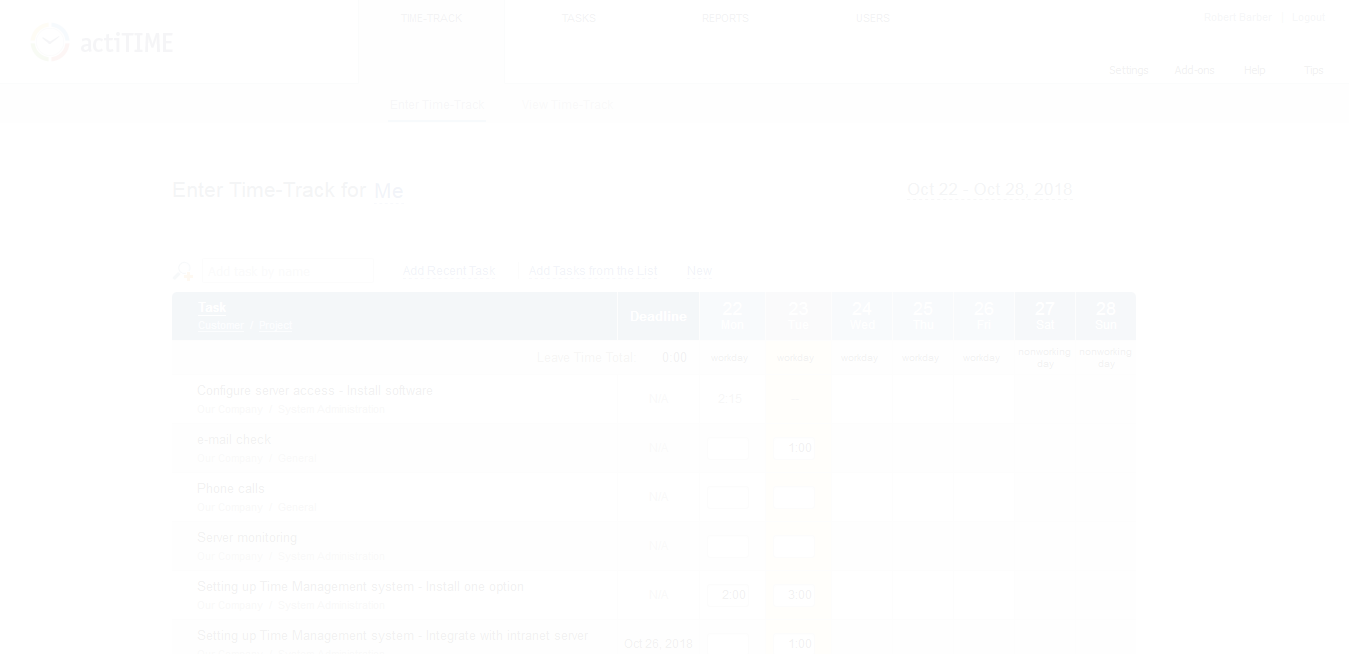 TIME-TRACK TASKS REPORTS USERS Robert Barber | Logout
actiTIME
Settings Add-ons Help Tips
Enter Time-Track View Time-Track
Enter Time-Track for Me Oct 22 - Oct 28, 2018
Add task by name Add Recent Task Add Tasks from the List New
Task Deadline 22 23 24 25 26 27 28
Customer / Project Mon Tue Wed Thu Fri Sat Sun
Leave Time Total 0:00 workday workday workday workday workday nonworking day nonworking day
Configure server access - Install software N/A 2:15
Our Company / System Administration
e-mail check N/A 1:00
Our Company / General
Phone calls N/A
Our Company / General
Server monitoring N/A
Our Company / System Administration
Setting up Time Management system - Install one option N/A 2:00 3:00
Our Company / System Administration
Setting up Time Management system - Integrate with intranet server Oct 26, 2018 1:00